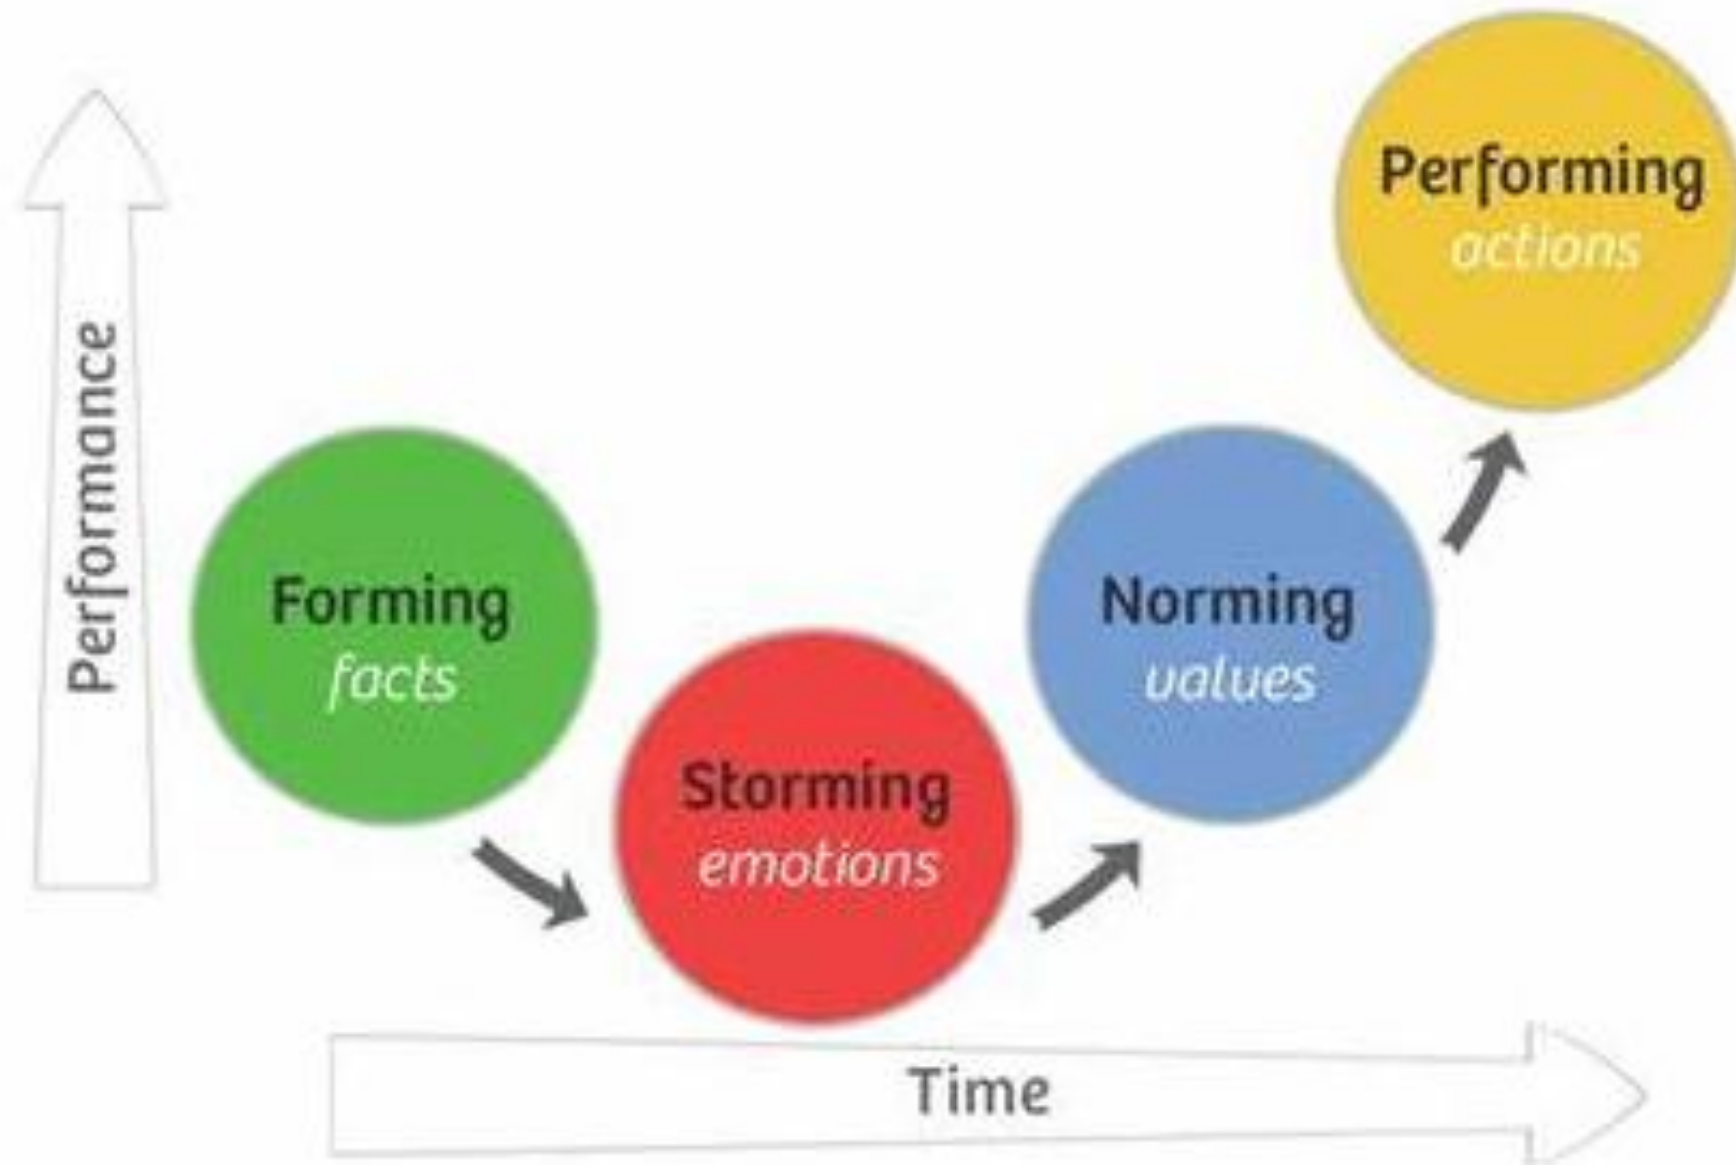 Performance
Forming
facts
Storming
emotions
Norming
values
Performing
actions
Time